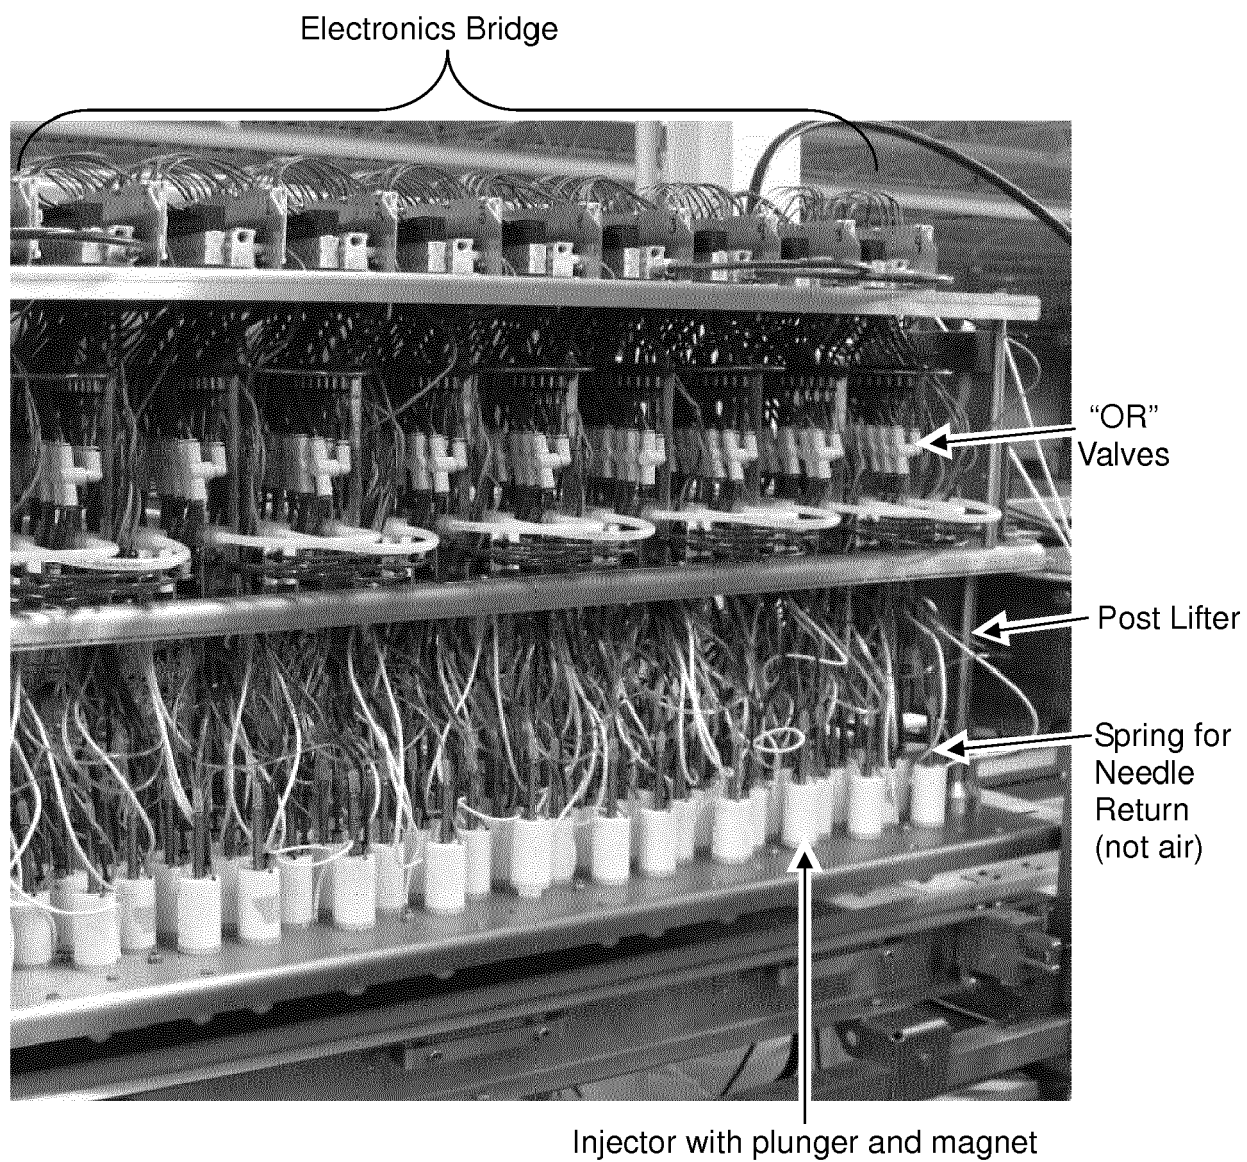 Electronics Bridge
“OR”
Valves
Post Lifter
Spring for
Needle
Return
(not air)
Injector with plunger and magnet